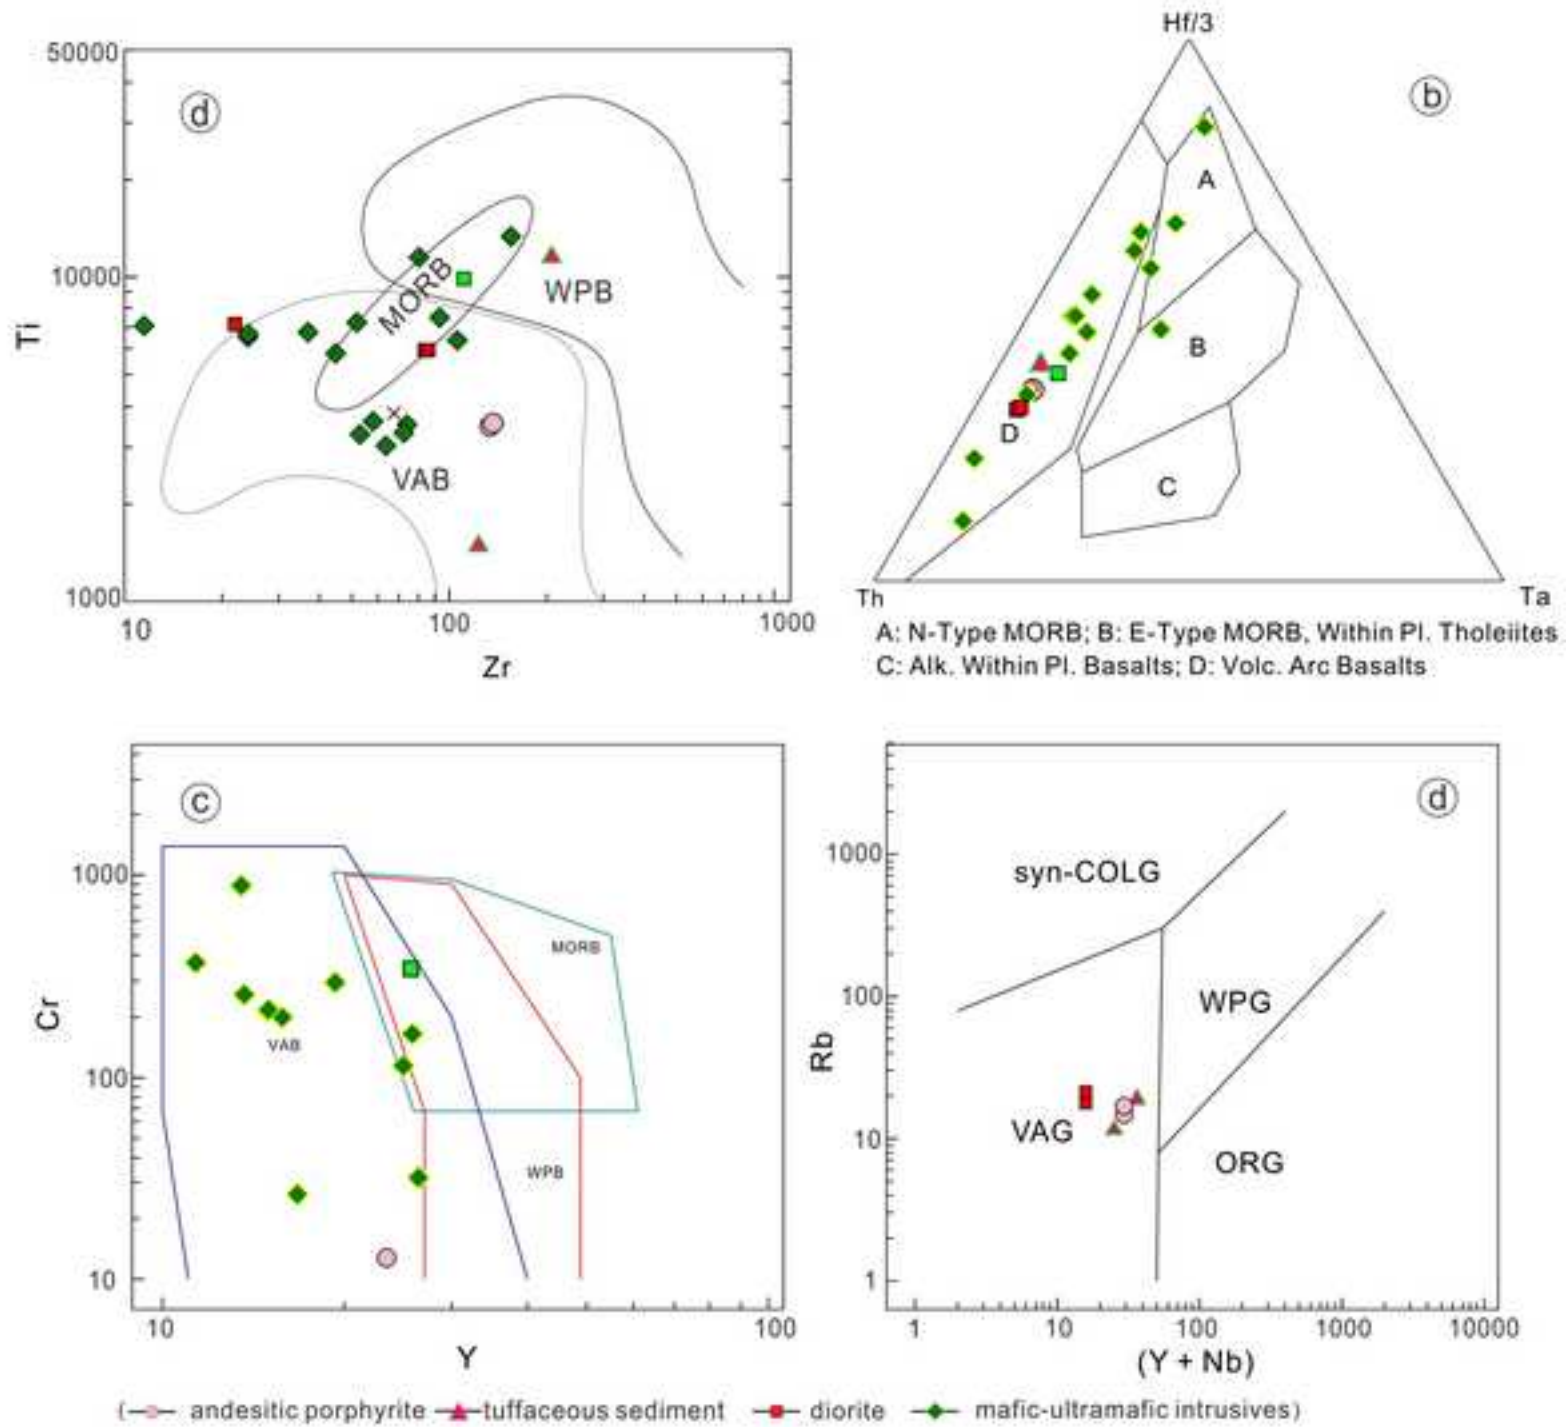 50000
d
10000
Ti
MORB
WPB
VAB
1000
10
100
1000
Zr
Hf/3
b
A
B
D
C
Th
Ta
A: N-Type MORB; B: E-Type MORB, Within Pl. Tholeiites
C: Alk. Within Pl. Basalts; D: Volc. Arc Basalts
c
1000
MORB
Cr
VAB
100
WPB
10
10
100
Y
d
1000
syn-COLG
100
WPG
Rb
VAG
10
ORG
1
1
10
100
1000
10000
(Y + Nb)
( andesitic porphyrite tuffaceous sediment diorite mafic-ultramafic intrusives)